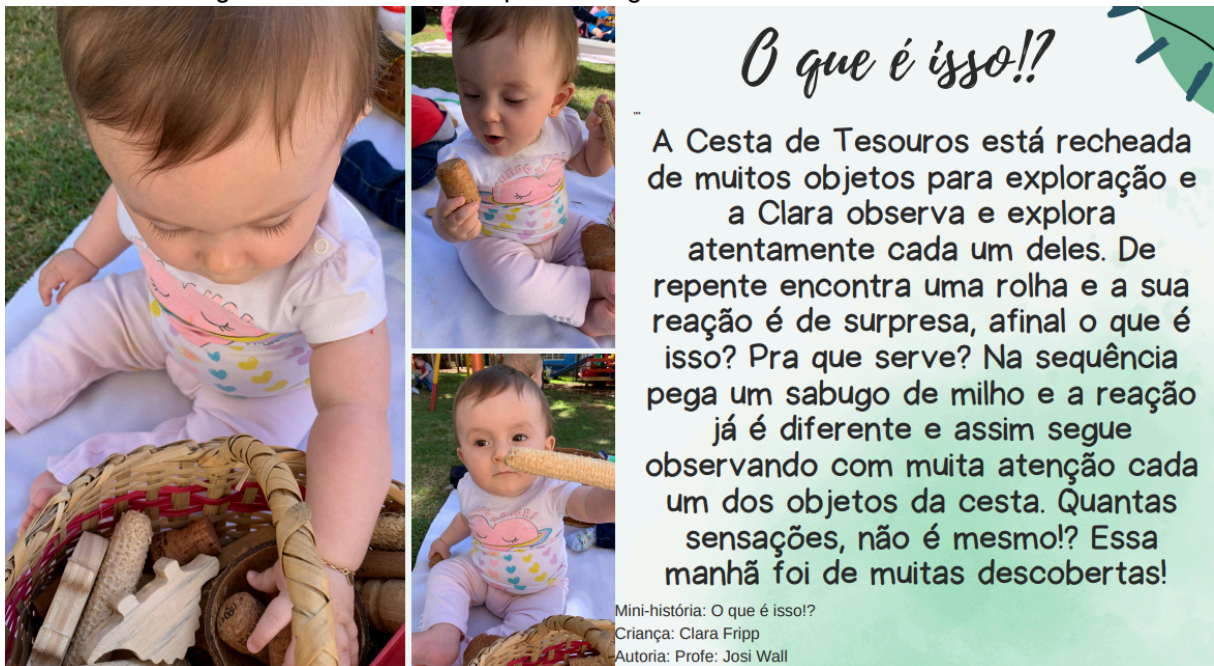 O que é isso!?
A Cesta de Tesouros está recheada
de muitos objetos para exploração e
a Clara observa e explora
atentamente cada um deles. De
repente encontra uma rolha e a sua
reação é de surpresa, afinal o que é
isso? Pra que serve? Na sequência
pega um sabugo de milho e a reação
já é diferente e assim segue
observando com muita atenção cada
um dos objetos da cesta. Quantas
sensações, não é mesmo!? Essa
manhã foi de muitas descobertas!
Mini-história: O que é isso!?
Criança: Clara Fripp
Autoria: Profe: Josi Wall